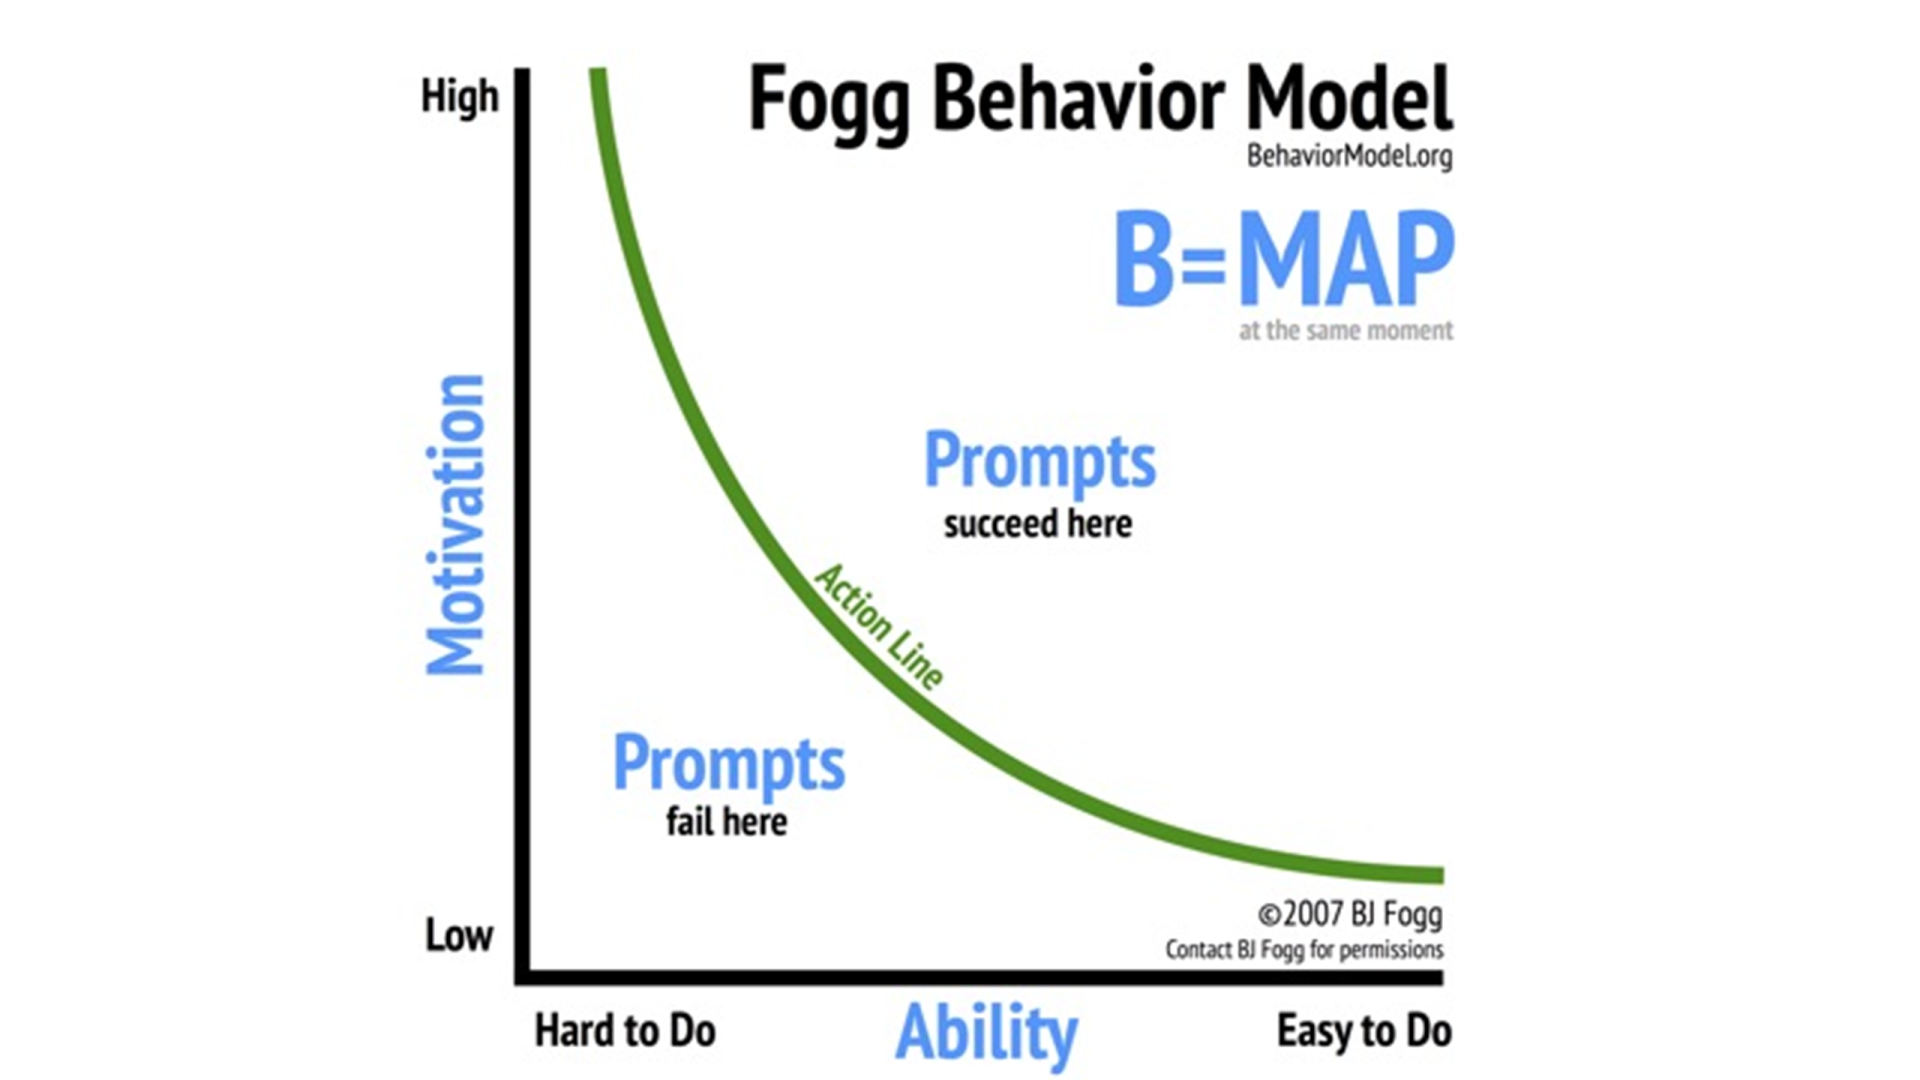 Fogg Behavior Model
BehaviorModel.org
B=MAP
at the same moment
High
Motivation
Low
Prompts
succeed here
Action Line
Prompts
fail here
©2007 BJ Fogg
Contact BJ Fogg for permissions
Hard to Do
Ability
Easy to Do